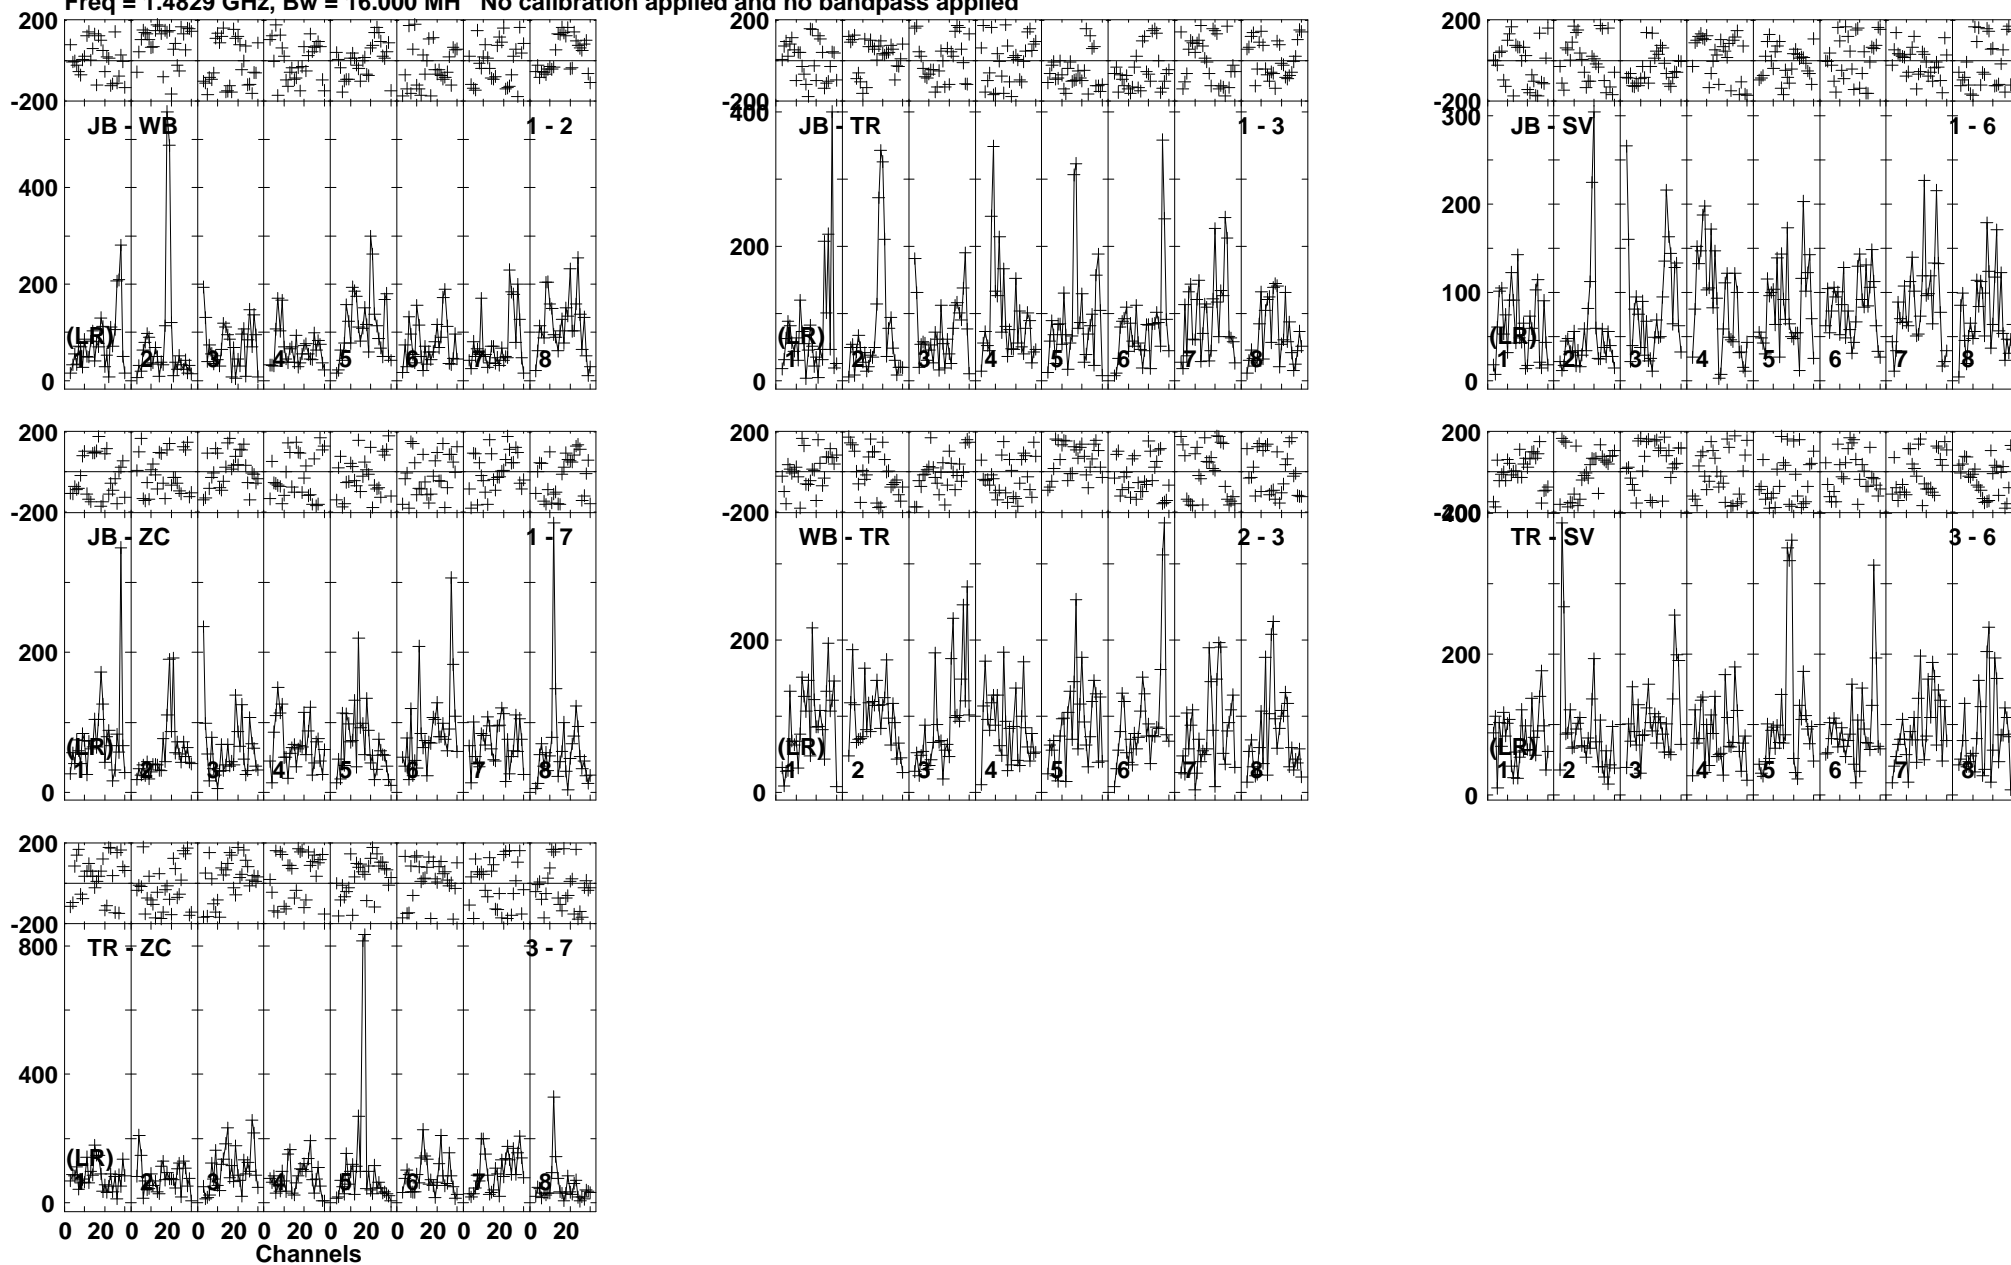 Freq = 1.4829 GHz, Bw = 16.000 MH No calibration applied and no bandpass applied
200 200 200
-200 -200 -200
JB - WB 1 - 2 JB - TR 1 - 3 JB - SV 1 - 6
400 400 300
200 200 200
0 0 100
0
(LR) (LR) (LR)
1 2 3 4 5 6 7 8 1 2 3 4 5 6 7 8 1 2 3 4 5 6 7 8
200 200 200
-200 -200 -200
400
JB - ZC 1 - 7 WB - TR 2 - 3 TR - SV 3 - 6
200 200 200
0 0 0
(LR) (LR) (LR)
1 2 3 4 5 6 7 8 1 2 3 4 5 6 7 8 1 2 3 4 5 6 7 8
200
-200
TR - ZC 3 - 7
800
400
0
(LR)
1 2 3 4 5 6 7 8
0 20 0 20 0 20 0 20 0 20 0 20 0 20 0 20
Channels